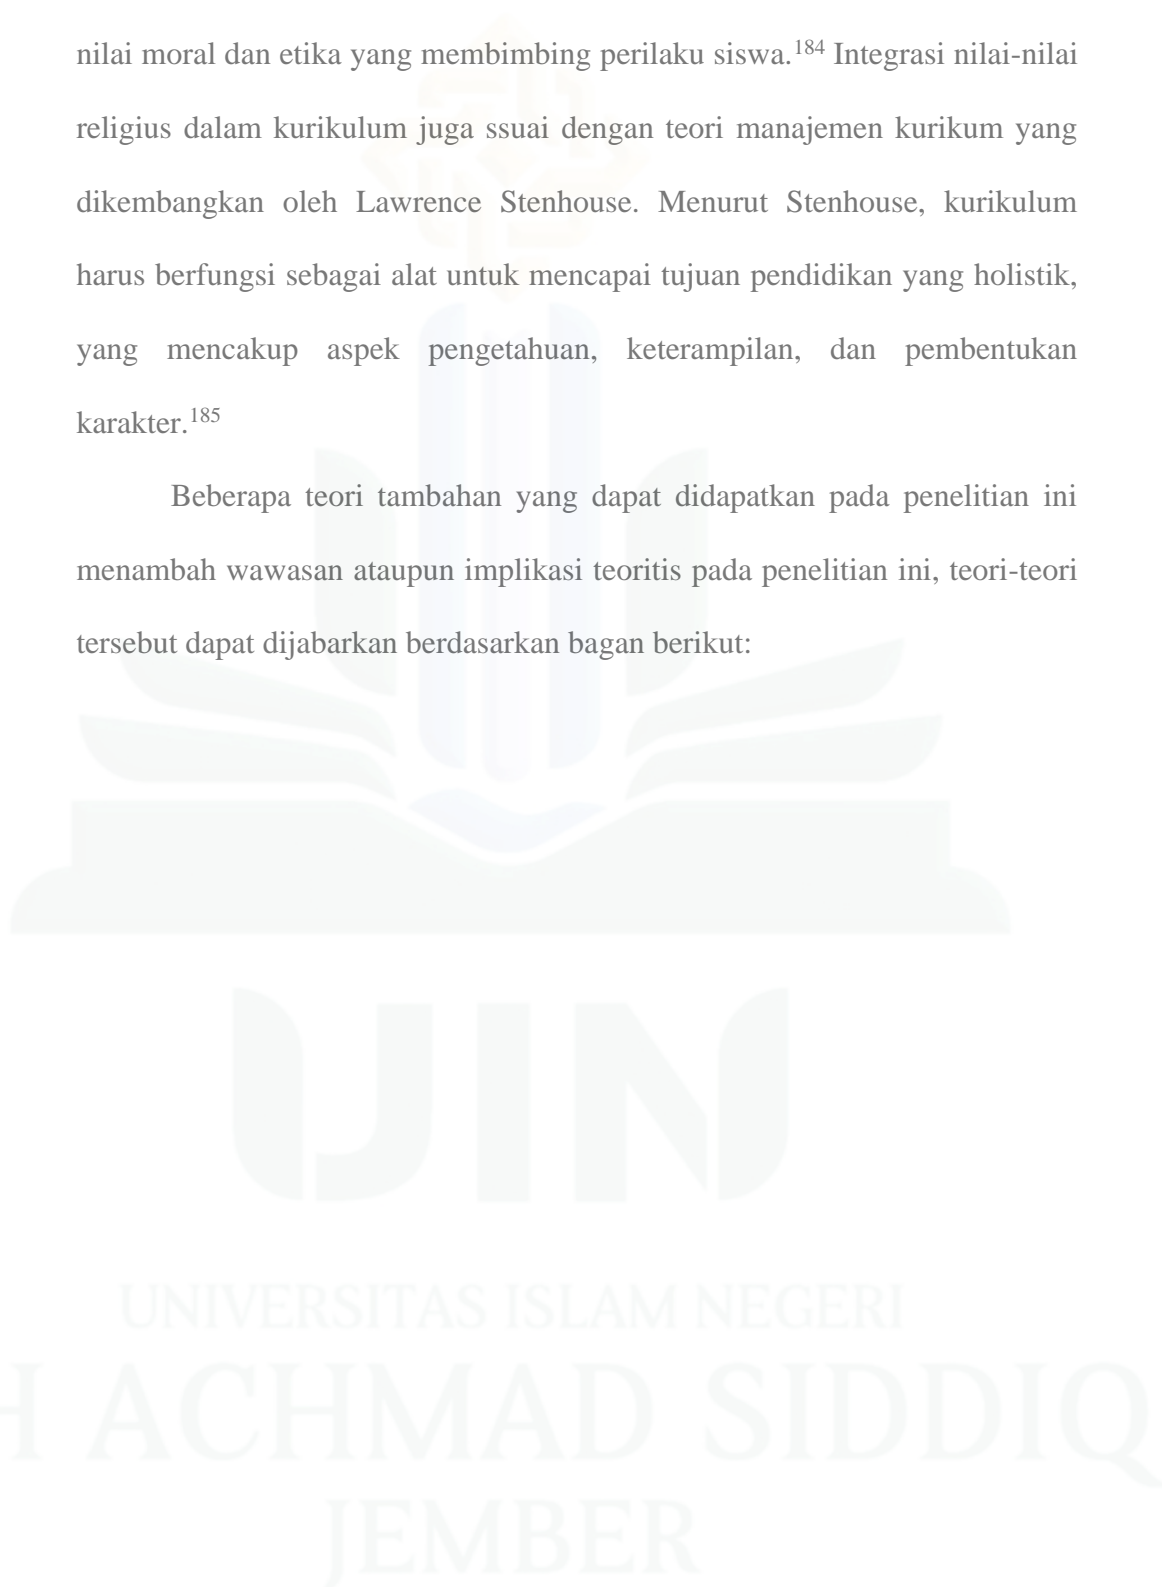 nilai moral dan etika yang membimbing perilaku siswa.184 Integrasi nilai-nilai
religius dalam kurikulum juga ssuai dengan teori manajemen kurikum yang
dikembangkan oleh Lawrence Stenhouse. Menurut Stenhouse, kurikulum
harus berfungsi sebagai alat untuk mencapai tujuan pendidikan yang holistik,
yang mencakup aspek pengetahuan, keterampilan, dan pembentukan
karakter.185
Beberapa teori tambahan yang dapat didapatkan pada penelitian ini
menambah wawasan ataupun implikasi teoritis pada penelitian ini, teori-teori
tersebut dapat dijabarkan berdasarkan bagan berikut:
UIN
UNIVERSITAS ISLAM NEGERI
H ACHMAD SIDDIQ
JEMBER